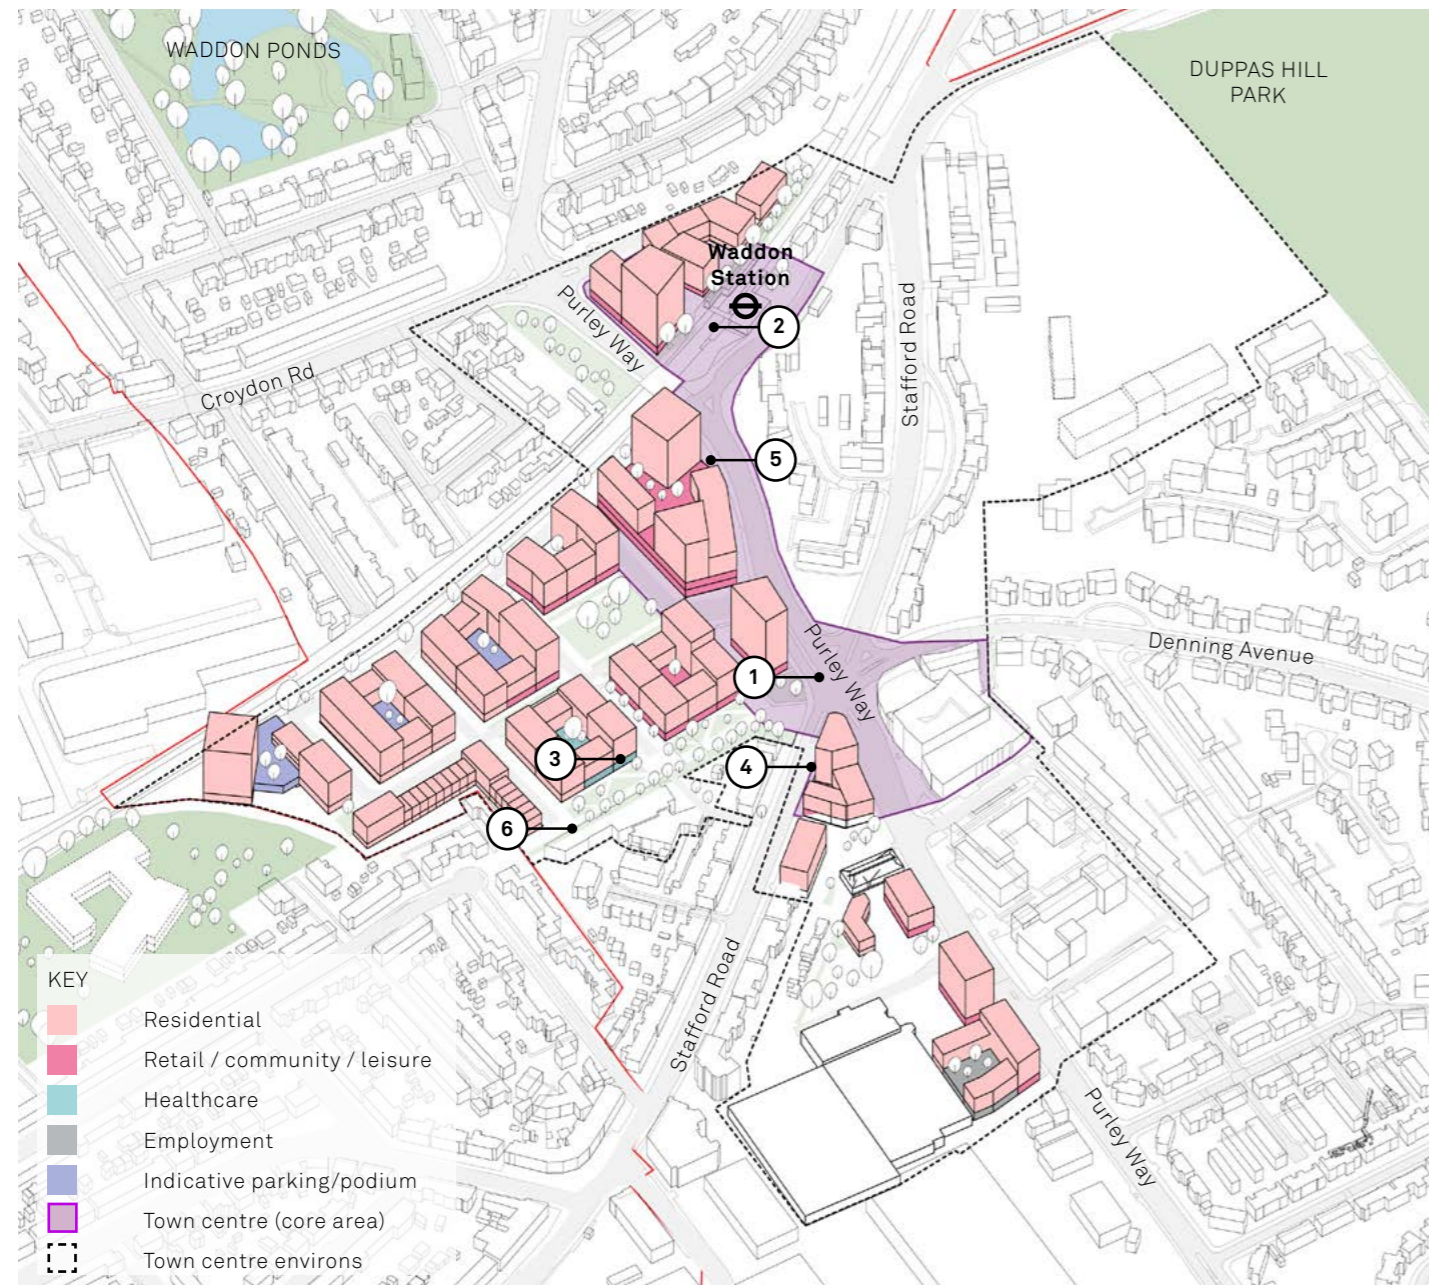 WADDON PONDS
DUPPAS HILL
PARK
Waddon
Station
2
Purley Way
Stafford Road
Croydon Rd
5
Purley Way
Denning Avenue
1
3
4
6
Stafford Road
Purley Way
KEY
Residential
Retail / community / leisure
Healthcare
Employment
Indicative parking/podium
Town centre (core area)
Town centre environs